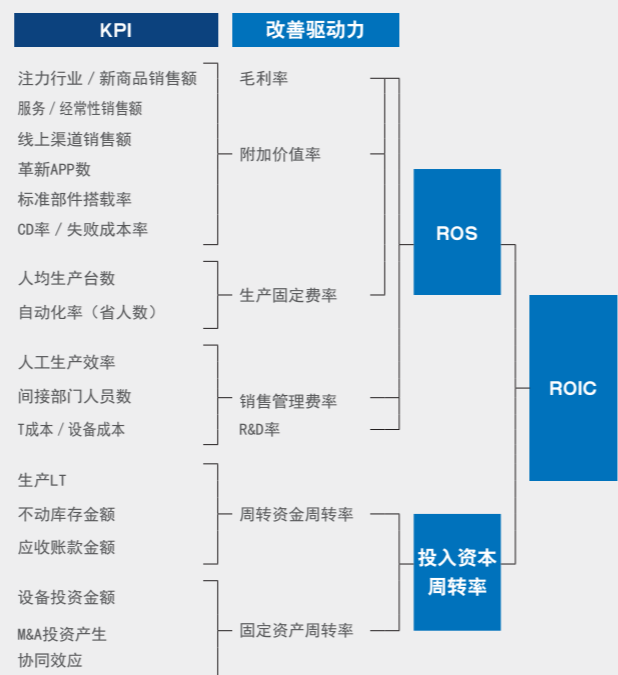 KPI
改善驱动力
注力行业 / 新商品销售额
服务 / 经常性销售额
线上渠道销售额
革新APP数
标准部件搭载率
CD率 / 失败成本率
毛利率
附加价值率
人均生产台数
自动化率（省人数）
生产固定费率
人工生产效率
间接部门人员数
T成本 / 设备成本
销售管理费率
R&D率
生产LT
不动库存金额
应收账款金额
周转资金周转率
设备投资金额
M&A投资产生
协同效应
固定资产周转率
ROS
投入资本
周转率
ROIC